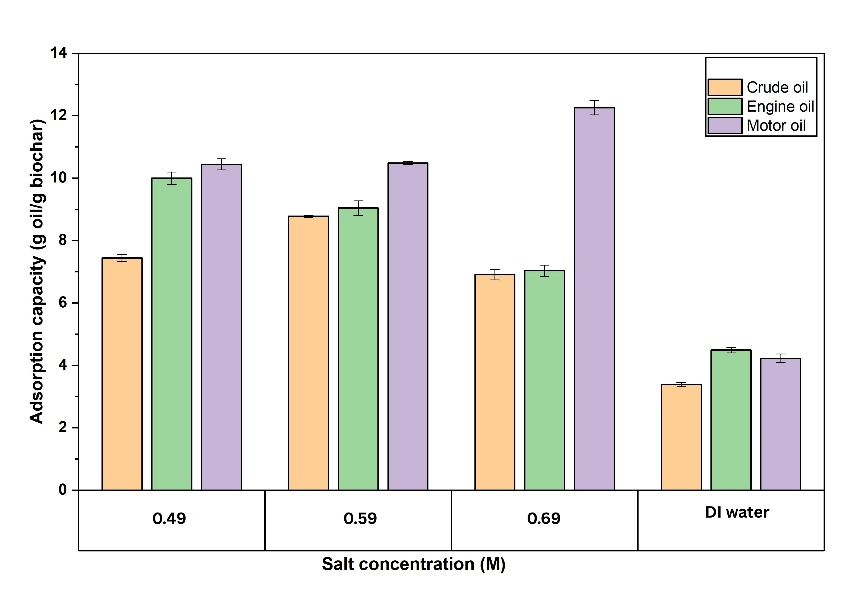 14
12
10
8
6
4
2
0
Adsorption capacity (g oil/g biochar)
Crude oil
Engine oil
Motor oil
0.49 0.59 0.69 DI water
Salt concentration (M)